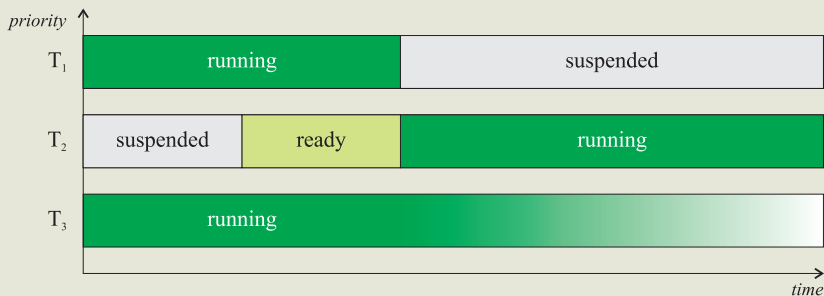 priority
T₁ running suspended
T₂ suspended ready running
T₃ running
time